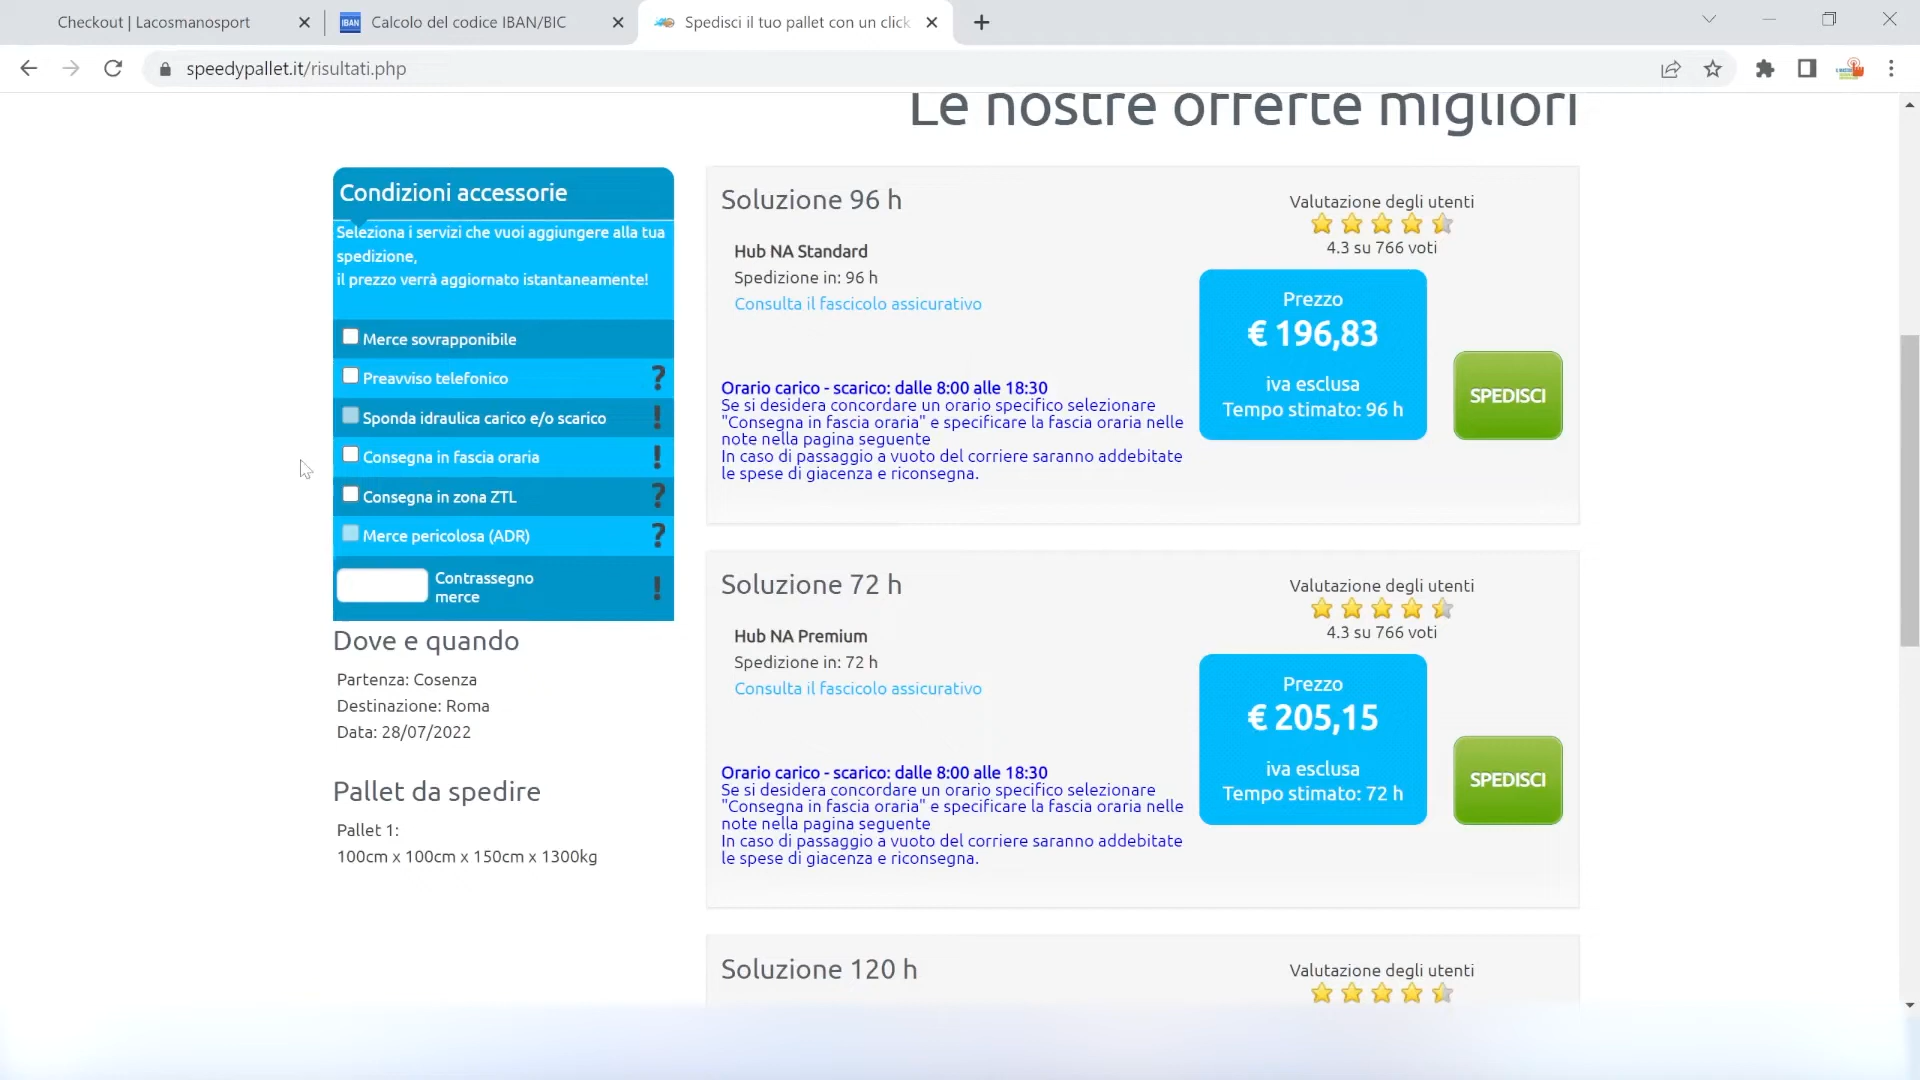 Checkout | Lacosmanosport
IBAN
Calcolo del codice IBAN/BIC
Spedisci il tuo pallet con un click
speedypallet.it/risultati.php
Le nostre offerte migliori
Condizioni accessorie
Seleziona i servizi che vuoi aggiungere alla tua
spedizione,
il prezzo verrà aggiornato istantaneamente!
Merce sovrapponibile
Preavviso telefonico ?
Sponda idraulica carico e/o scarico !
Consegna in fascia oraria !
Consegna in zona ZTL ?
Merce pericolosa (ADR) ?
Contrassegno
merce !
Dove e quando
Partenza: Cosenza
Destinazione: Roma
Data: 28/07/2022
Pallet da spedire
Pallet 1:
100cm x 100cm x 150cm x 1300kg
Soluzione 96 h
Hub NA Standard
Spedizione in: 96 h
Consulta il fascicolo assicurativo
Orario carico - scarico: dalle 8:00 alle 18:30
Se si desidera concordare un orario specifico selezionare
"Consegna in fascia oraria" e specificare la fascia oraria nelle
note nella pagina seguente
In caso di passaggio a vuoto del corriere saranno addebitate
le spese di giacenza e riconsegna.
Valutazione degli utenti
4.3 su 766 voti
Prezzo
€ 196,83
iva esclusa
Tempo stimato: 96 h
SPEDISCI
Soluzione 72 h
Hub NA Premium
Spedizione in: 72 h
Consulta il fascicolo assicurativo
Orario carico - scarico: dalle 8:00 alle 18:30
Se si desidera concordare un orario specifico selezionare
"Consegna in fascia oraria" e specificare la fascia oraria nelle
note nella pagina seguente
In caso di passaggio a vuoto del corriere saranno addebitate
le spese di giacenza e riconsegna.
Valutazione degli utenti
4.3 su 766 voti
Prezzo
€ 205,15
iva esclusa
Tempo stimato: 72 h
SPEDISCI
Soluzione 120 h
Valutazione degli utenti